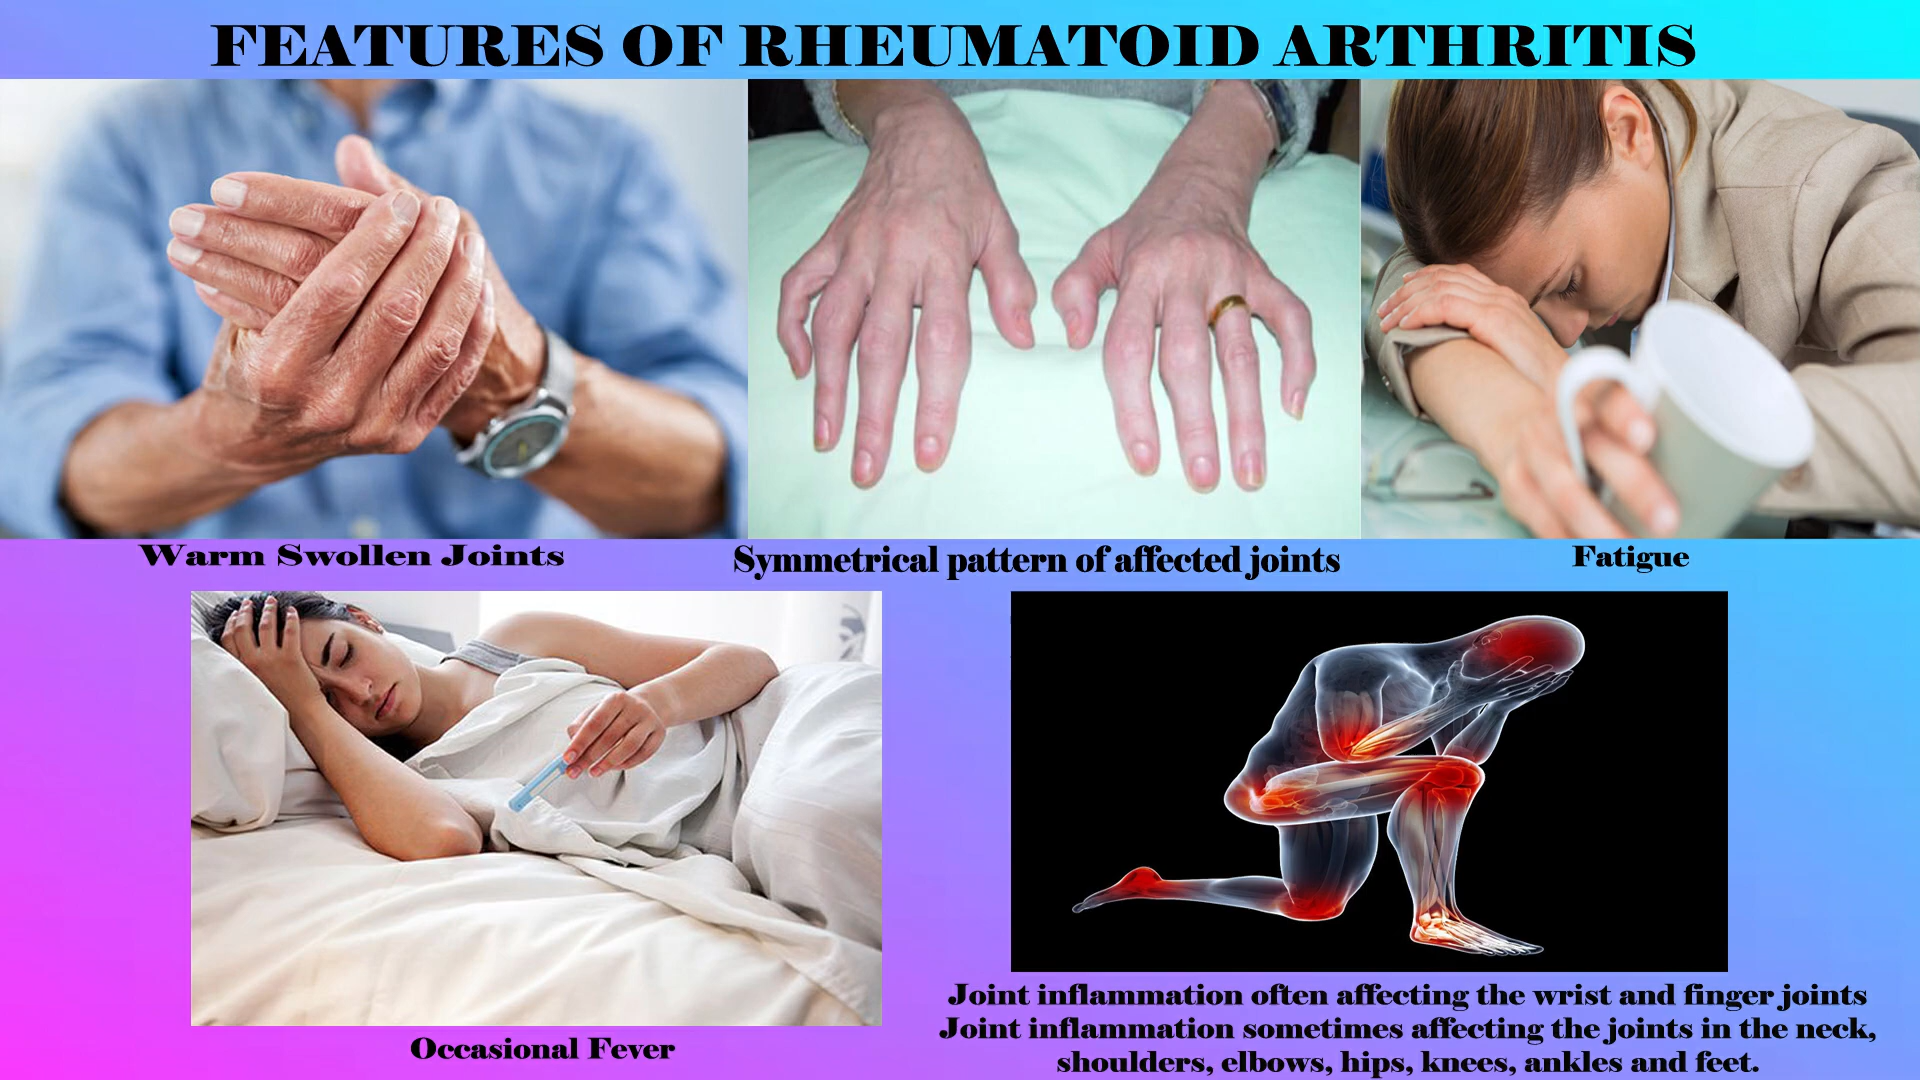 FEATURES OF RHEUMATOID ARTHRITIS
Warm Swollen Joints
Symmetrical pattern of affected joints
Fatigue
Occasional Fever
Joint inflammation often affecting the wrist and finger joints
Joint inflammation sometimes affecting the joints in the neck,
shoulders, elbows, hips, knees, ankles and feet.